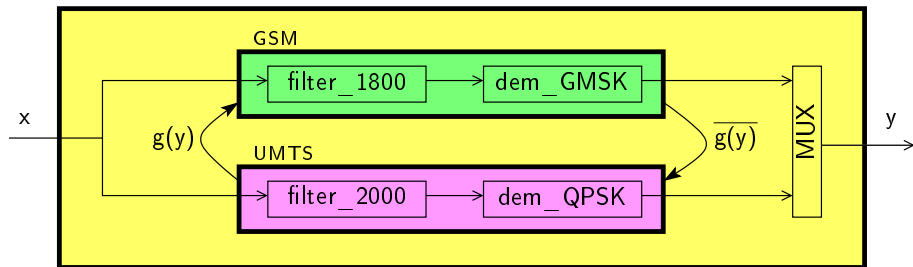 GSM
filter_1800 dem_GMSK
x
g(y)
g(y)
MUX
y
UMTS
filter_2000 dem_QPSK